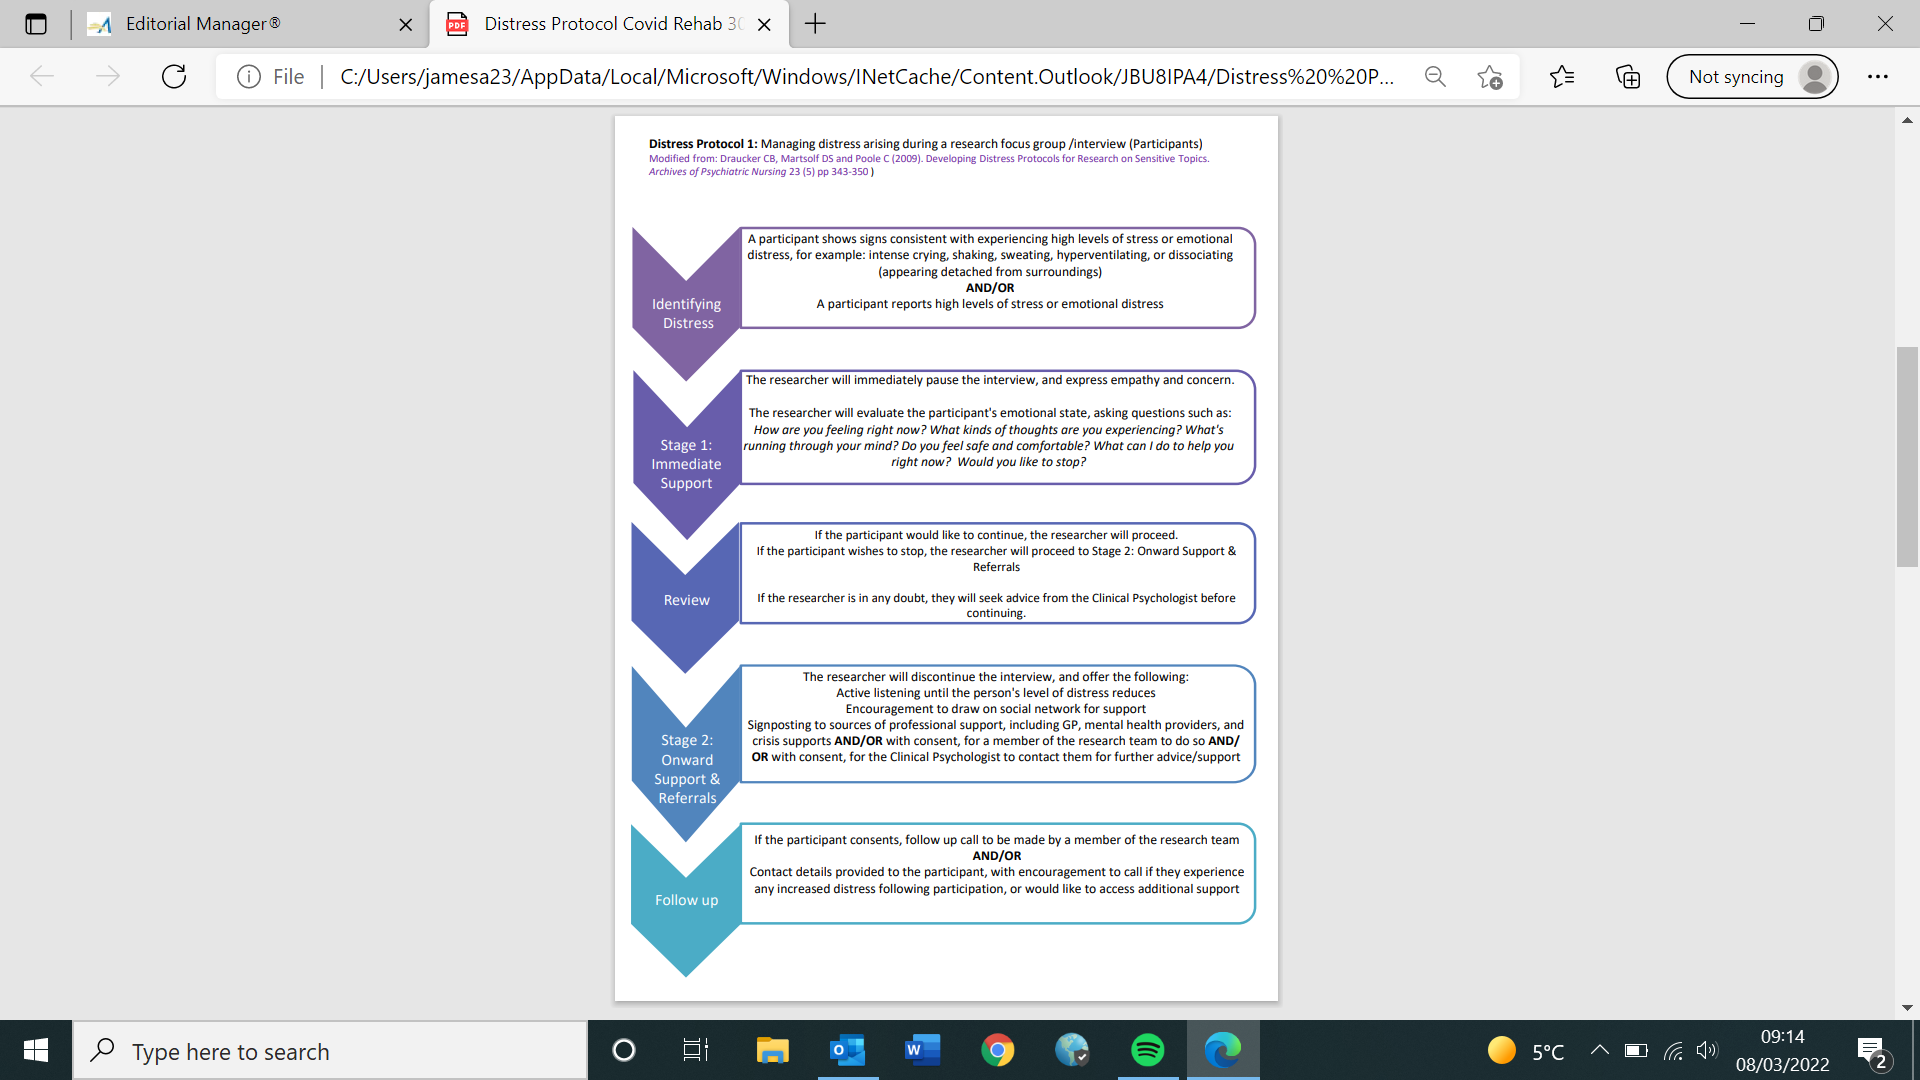 Editorial Manager®
Distress Protocol Covid Rehab 30
File
C:/Users/jamesa23/AppData/Local/Microsoft/Windows/INetCache/Content.Outlook/JBU8IPA4/Distress%20%20P...
Not syncing
Distress Protocol 1: Managing distress arising during a research focus group /interview (Participants)
Modified from: Draucker CB, Martsolf DS and Poole C (2009). Developing Distress Protocols for Research on Sensitive Topics.
Archives of Psychiatric Nursing 23 (5) pp 343-350 )
Identifying
Distress
A participant shows signs consistent with experiencing high levels of stress or emotional
distress, for example: intense crying, shaking, sweating, hyperventilating, or dissociating
(appearing detached from surroundings)
AND/OR
A participant reports high levels of stress or emotional distress
Stage 1:
Immediate
Support
The researcher will immediately pause the interview, and express empathy and concern.
The researcher will evaluate the participant's emotional state, asking questions such as:
How are you feeling right now? What kinds of thoughts are you experiencing? What's
running through your mind? Do you feel safe and comfortable? What can I do to help you
right now? Would you like to stop?
Review
If the participant would like to continue, the researcher will proceed.
If the participant wishes to stop, the researcher will proceed to Stage 2: Onward Support &
Referrals
If the researcher is in any doubt, they will seek advice from the Clinical Psychologist before
continuing.
Stage 2:
Onward
Support &
Referrals
The researcher will discontinue the interview, and offer the following:
Active listening until the person's level of distress reduces
Encouragement to draw on social network for support
Signposting to sources of professional support, including GP, mental health providers, and
crisis supports AND/OR with consent, for a member of the research team to do so AND/
OR with consent, for the Clinical Psychologist to contact them for further advice/support
Follow up
If the participant consents, follow up call to be made by a member of the research team
AND/OR
Contact details provided to the participant, with encouragement to call if they experience
any increased distress following participation, or would like to access additional support
Type here to search
5°C
09:14
08/03/2022
2